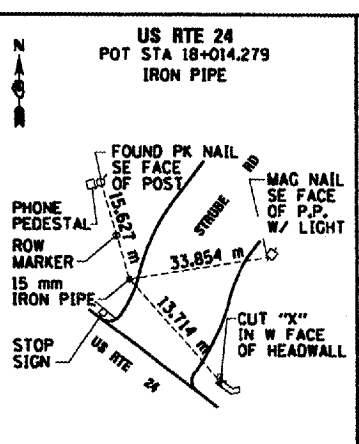 US RTE 24
POT STA 18+014.279
IRON PIPE
N
FOUND PK NAIL
SE FACE
OF POST
STRUBE RD
MAG NAIL
SE FACE
OF P.P.
W/ LIGHT
PHONE
PEDESTAL
ROW
MARKER
15.627 m
33.854 m
15 mm
IRON PIPE
13.714 m
STOP
SIGN
US RTE 24
CUT "X"
IN W FACE
OF HEADWALL